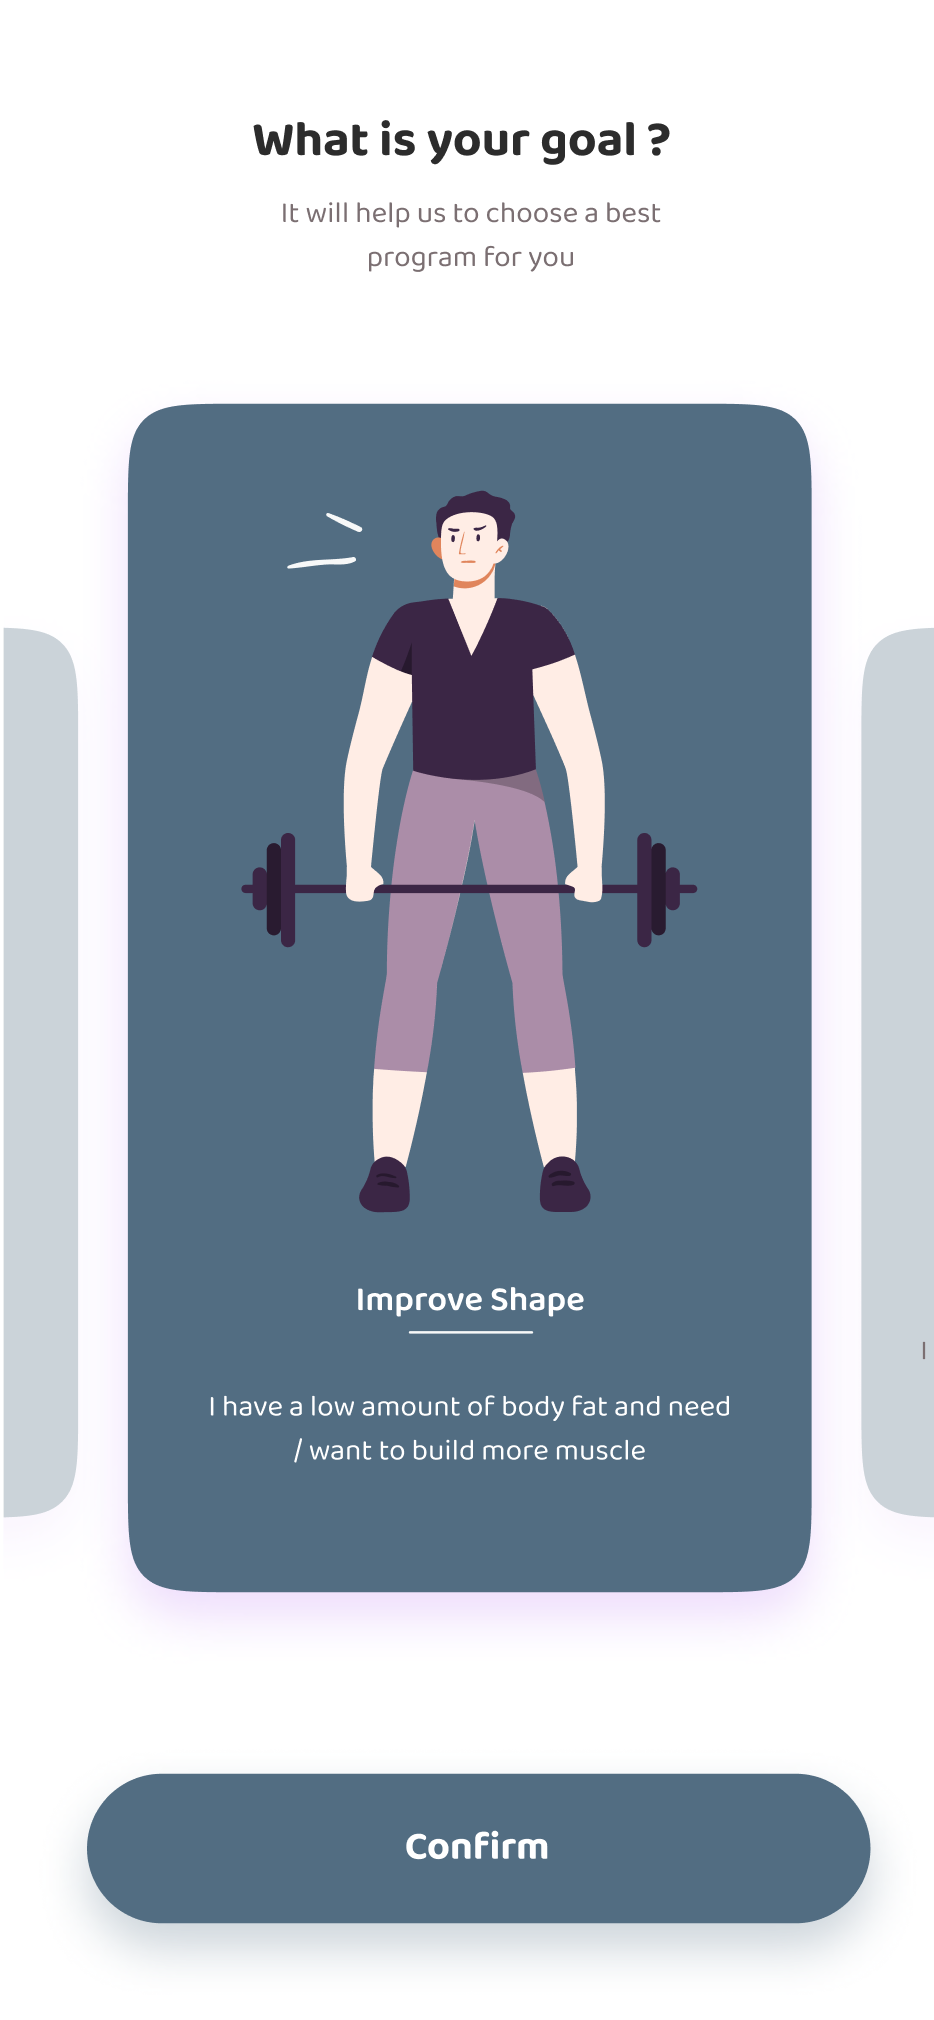 What is your goal ?
It will help us to choose a best
program for you
Improve Shape
I have a low amount of body fat and need
/ want to build more muscle
I
Confirm